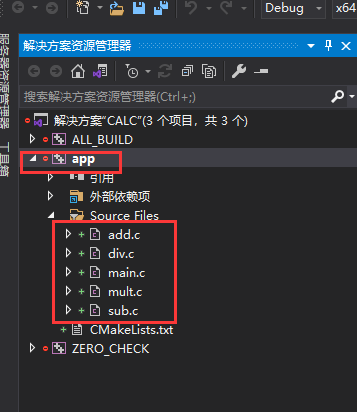 Debug
x64
服务器资源管理器
工具箱
解决方案资源管理器
搜索解决方案资源管理器(Ctrl+;)
解决方案"CALC"(3 个项目，共 3 个)
ALL_BUILD
app
引用
外部依赖项
Source Files
add.c
div.c
main.c
mult.c
sub.c
CMakeLists.txt
ZERO_CHECK